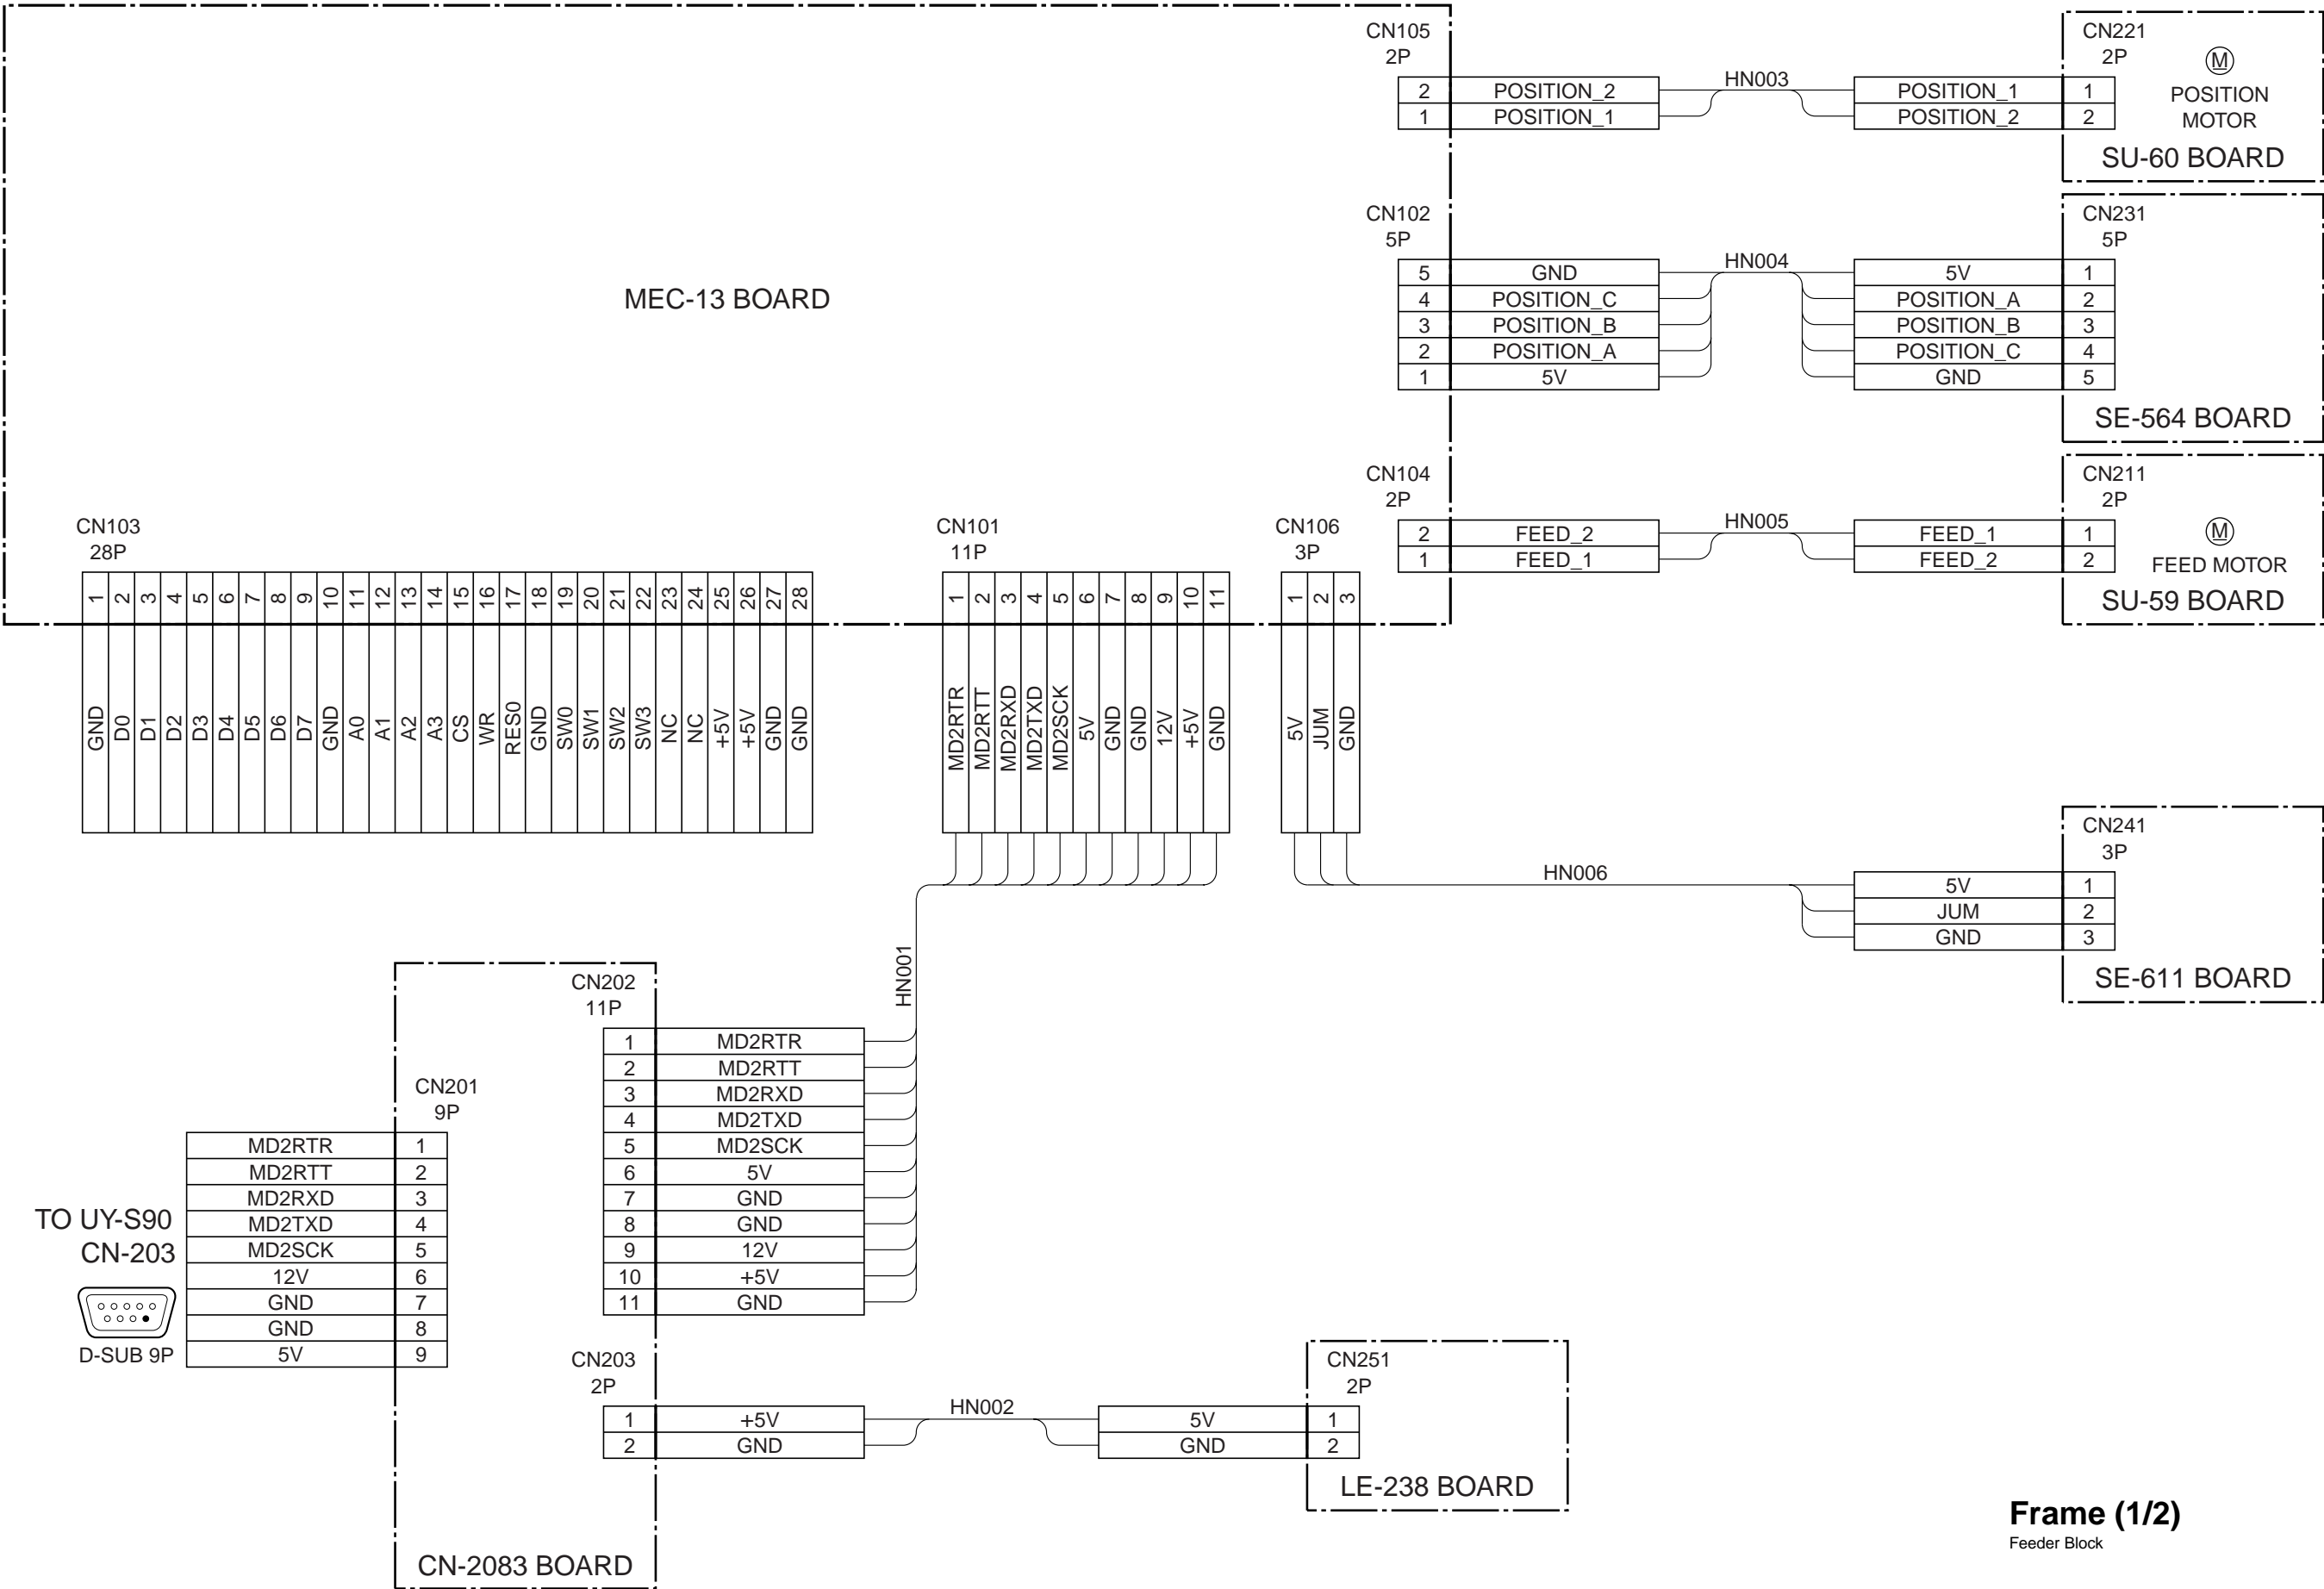 MEC-13 BOARD
CN105
2P
2 POSITION_2
1 POSITION_1
HN003
CN221
2P
POSITION_1 1
POSITION_2 2
M
POSITION
MOTOR
SU-60 BOARD
CN102
5P
5 GND
4 POSITION_C
3 POSITION_B
2 POSITION_A
1 5V
HN004
CN231
5P
5V 1
POSITION_A 2
POSITION_B 3
POSITION_C 4
GND 5
SE-564 BOARD
CN104
2P
2 FEED_2
1 FEED_1
HN005
CN211
2P
FEED_1 1
FEED_2 2
M
FEED MOTOR
SU-59 BOARD
CN103
28P
1 GND
2 D0
3 D1
4 D2
5 D3
6 D4
7 D5
8 D6
9 D7
10 GND
11 A0
12 A1
13 A2
14 A3
15 CS
16 WR
17 RES0
18 GND
19 SW0
20 SW1
21 SW2
22 SW3
23 NC
24 NC
25 +5V
26 +5V
27 GND
28 GND
CN101
11P
1 MD2RTR
2 MD2RTT
3 MD2RXD
4 MD2TXD
5 MD2SCK
6 5V
7 GND
8 GND
9 12V
10 +5V
11 GND
CN106
3P
1 5V
2 JUM
3 GND
HN006
CN241
3P
5V 1
JUM 2
GND 3
SE-611 BOARD
HN001
CN202
11P
1 MD2RTR
2 MD2RTT
3 MD2RXD
4 MD2TXD
5 MD2SCK
6 5V
7 GND
8 GND
9 12V
10 +5V
11 GND
CN201
9P
MD2RTR 1
MD2RTT 2
MD2RXD 3
MD2TXD 4
MD2SCK 5
12V 6
GND 7
GND 8
5V 9
TO UY-S90
CN-203
D-SUB 9P
CN203
2P
1 +5V
2 GND
HN002
CN251
2P
5V 1
GND 2
LE-238 BOARD
CN-2083 BOARD
Frame (1/2)
Feeder Block